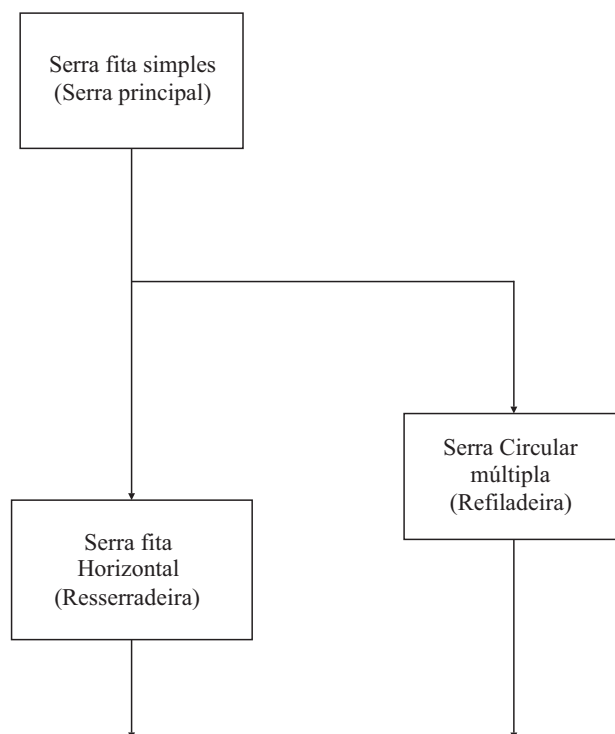 Serra fita simples
(Serra principal)
Serra Circular
múltipla
(Refiladeira)
Serra fita
Horizontal
(Resserradeira)